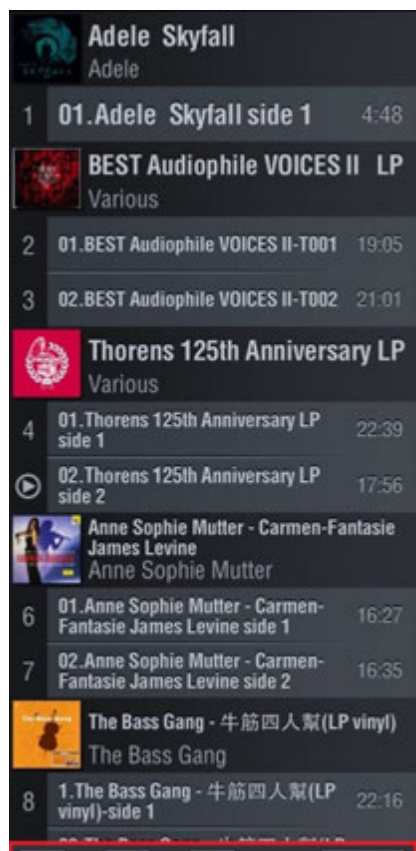 Adele Skyfall
Adele
1 01.Adele Skyfall side 1 4:48
BEST Audiophile VOICES II LP
Various
2 01.BEST Audiophile VOICES II-T001 19:05
3 02.BEST Audiophile VOICES II-T002 21:01
Thorens 125th Anniversary LP
Various
4 01.Thorens 125th Anniversary LP
side 1 22:39
02.Thorens 125th Anniversary LP
side 2 17:56
Anne Sophie Mutter - Carmen-Fantasie
James Levine
Anne Sophie Mutter
6 01.Anne Sophie Mutter - Carmen-
Fantasie James Levine side 1 16:27
7 02.Anne Sophie Mutter - Carmen-
Fantasie James Levine side 2 16:35
The Bass Gang - 牛筋四人幫(LP vinyl)
The Bass Gang
8 1.The Bass Gang - 牛筋四人幫(LP
vinyl)-side 1 22:16